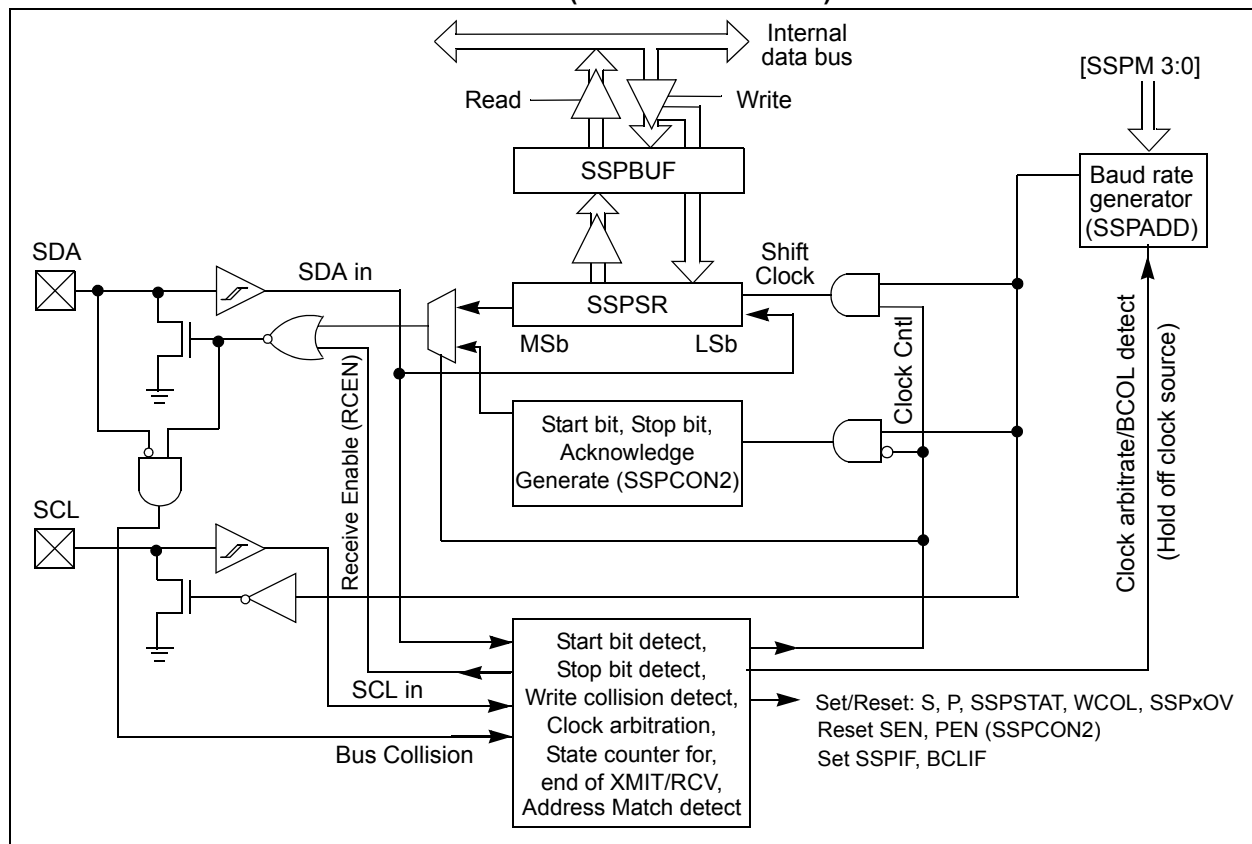 Internal
data bus
[SSPM 3:0]
Read
Write
SSPBUF
Baud rate
generator
(SSPADD)
SDA
SDA in
Shift
Clock
SSPSR
MSb
LSb
Clock Cntl
Clock arbitrate/BCOL detect
(Hold off clock source)
Receive Enable (RCEN)
Start bit, Stop bit,
Acknowledge
Generate (SSPCON2)
SCL
SCL in
Bus Collision
Start bit detect,
Stop bit detect,
Write collision detect,
Clock arbitration,
State counter for,
end of XMIT/RCV,
Address Match detect
Set/Reset: S, P, SSPSTAT, WCOL, SSPxOV
Reset SEN, PEN (SSPCON2)
Set SSPIF, BCLIF